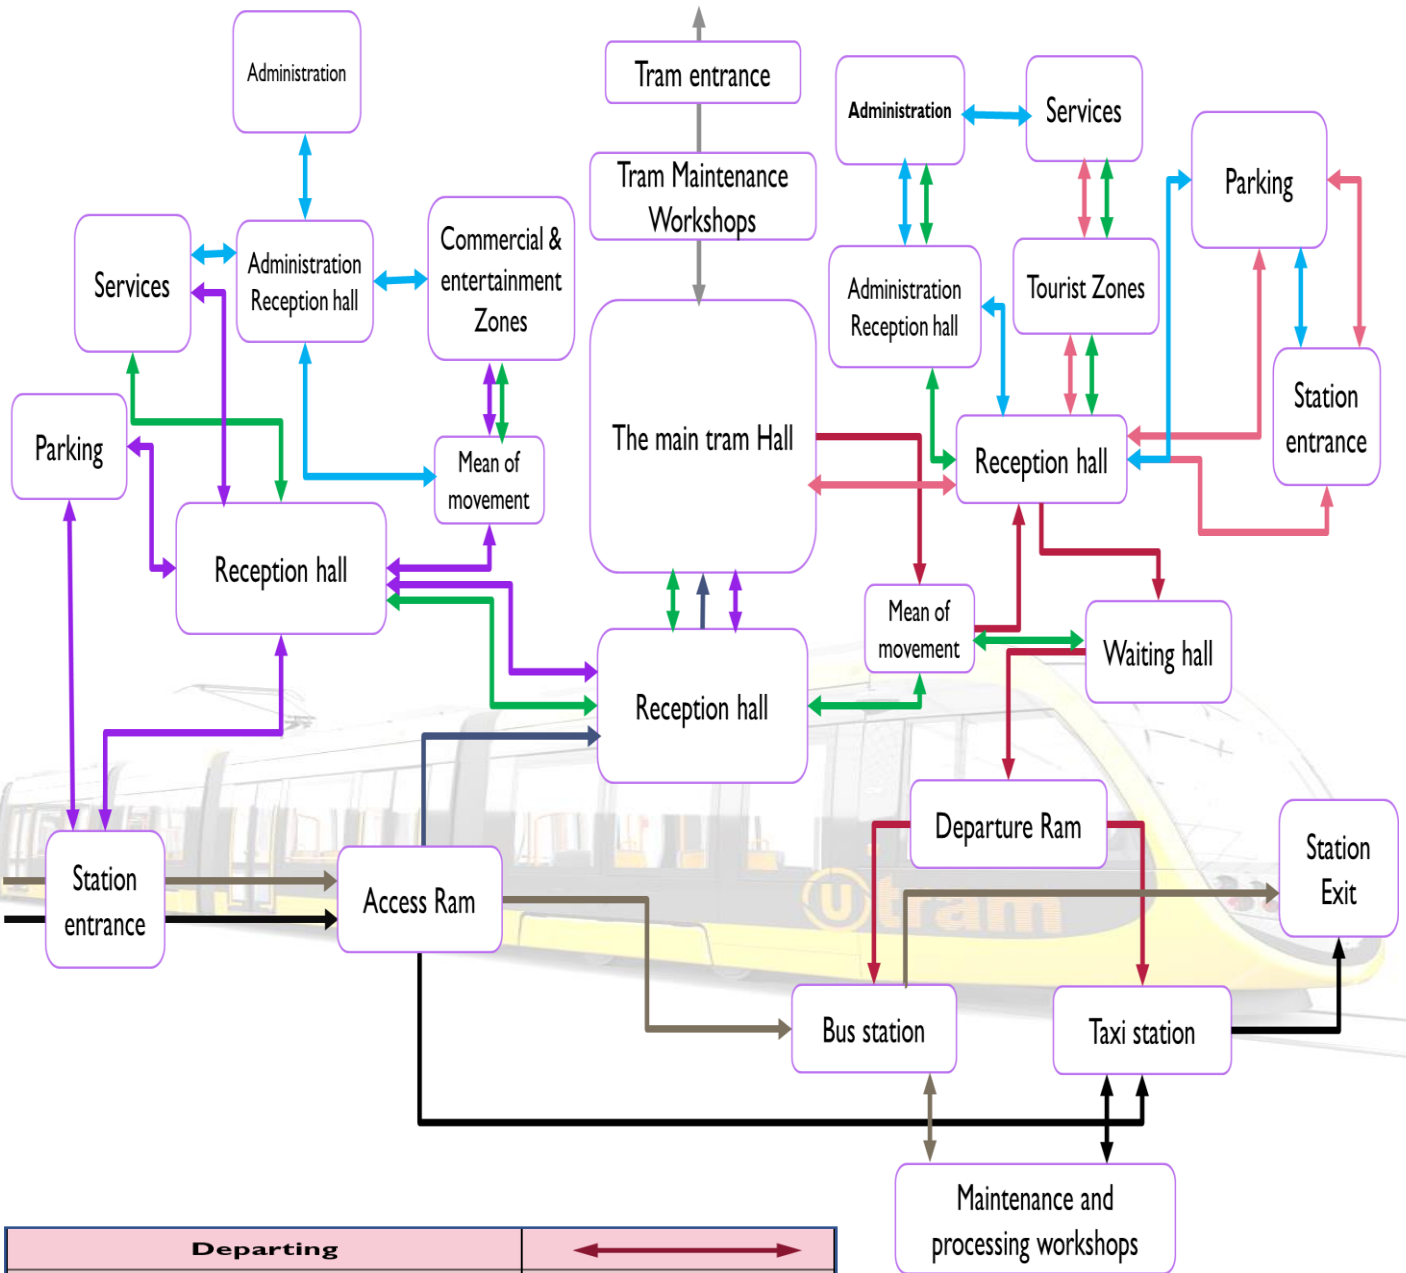 Administration
Tram entrance
Administration
Services
Parking
Tram Maintenance
Workshops
Services
Administration
Reception hall
Commercial &
entertainment
Zones
Administration
Reception hall
Tourist Zones
Parking
Mean of
movement
The main tram Hall
Reception hall
Station
entrance
Reception hall
Mean of
movement
Waiting hall
Reception hall
Departure Ram
Station
entrance
Access Ram
Station
Exit
u tram
Bus station
Taxi station
Maintenance and
processing workshops
Departing